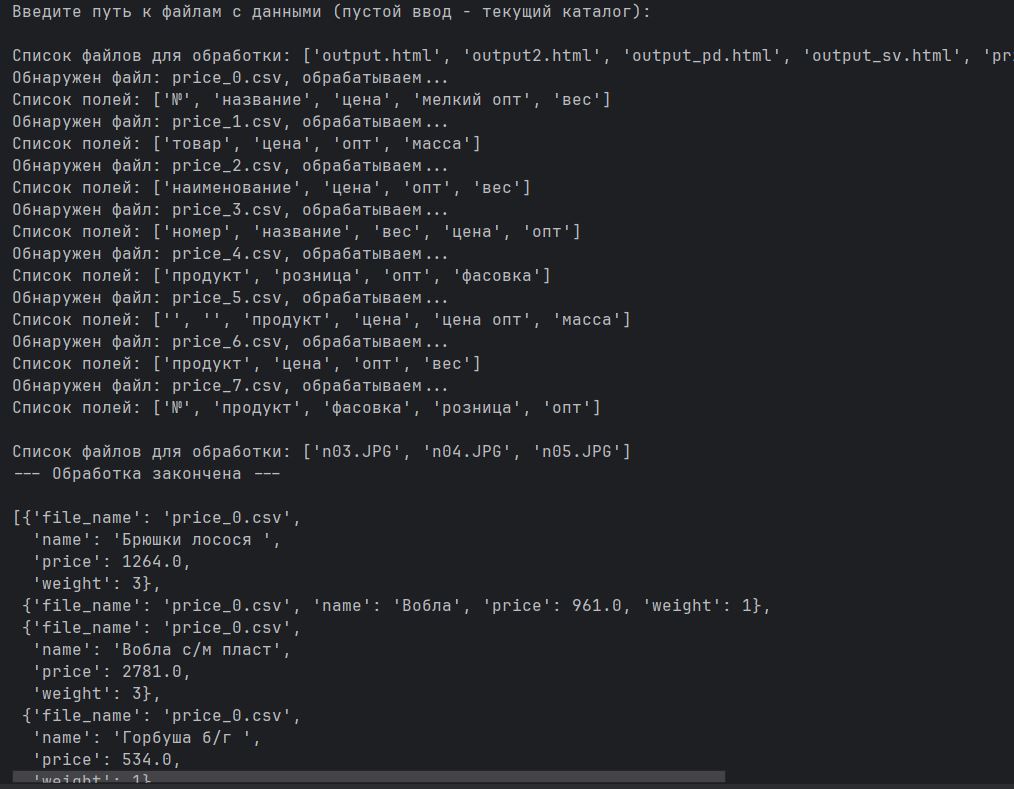 Введите путь к файлам с данными (пустой ввод - текущий каталог):
Список файлов для обработки: ['output.html', 'output2.html', 'output_pd.html', 'output_sv.html', 'pr
Обнаружен файл: price_0.csv, обрабатываем...
Список полей: ['№', 'название', 'цена', 'мелкий опт', 'вес']
Обнаружен файл: price_1.csv, обрабатываем...
Список полей: ['товар', 'цена', 'опт', 'масса']
Обнаружен файл: price_2.csv, обрабатываем...
Список полей: ['наименование', 'цена', 'опт', 'вес']
Обнаружен файл: price_3.csv, обрабатываем...
Список полей: ['номер', 'название', 'вес', 'цена', 'опт']
Обнаружен файл: price_4.csv, обрабатываем...
Список полей: ['продукт', 'розница', 'опт', 'фасовка']
Обнаружен файл: price_5.csv, обрабатываем...
Список полей: ['', '', 'продукт', 'цена', 'цена опт', 'масса']
Обнаружен файл: price_6.csv, обрабатываем...
Список полей: ['продукт', 'цена', 'опт', 'вес']
Обнаружен файл: price_7.csv, обрабатываем...
Список полей: ['№', 'продукт', 'фасовка', 'розница', 'опт']
Список файлов для обработки: ['n03.JPG', 'n04.JPG', 'n05.JPG']
--- Обработка закончена ---
[{'file_name': 'price_0.csv',
'name': 'Брюшки лосося ',
'price': 1264.0,
'weight': 3},
{'file_name': 'price_0.csv', 'name': 'Вобла', 'price': 961.0, 'weight': 1},
{'file_name': 'price_0.csv',
'name': 'Вобла с/м пласт',
'price': 2781.0,
'weight': 3},
{'file_name': 'price_0.csv',
'name': 'Горбуша б/г ',
'price': 534.0,
'weight': 1}